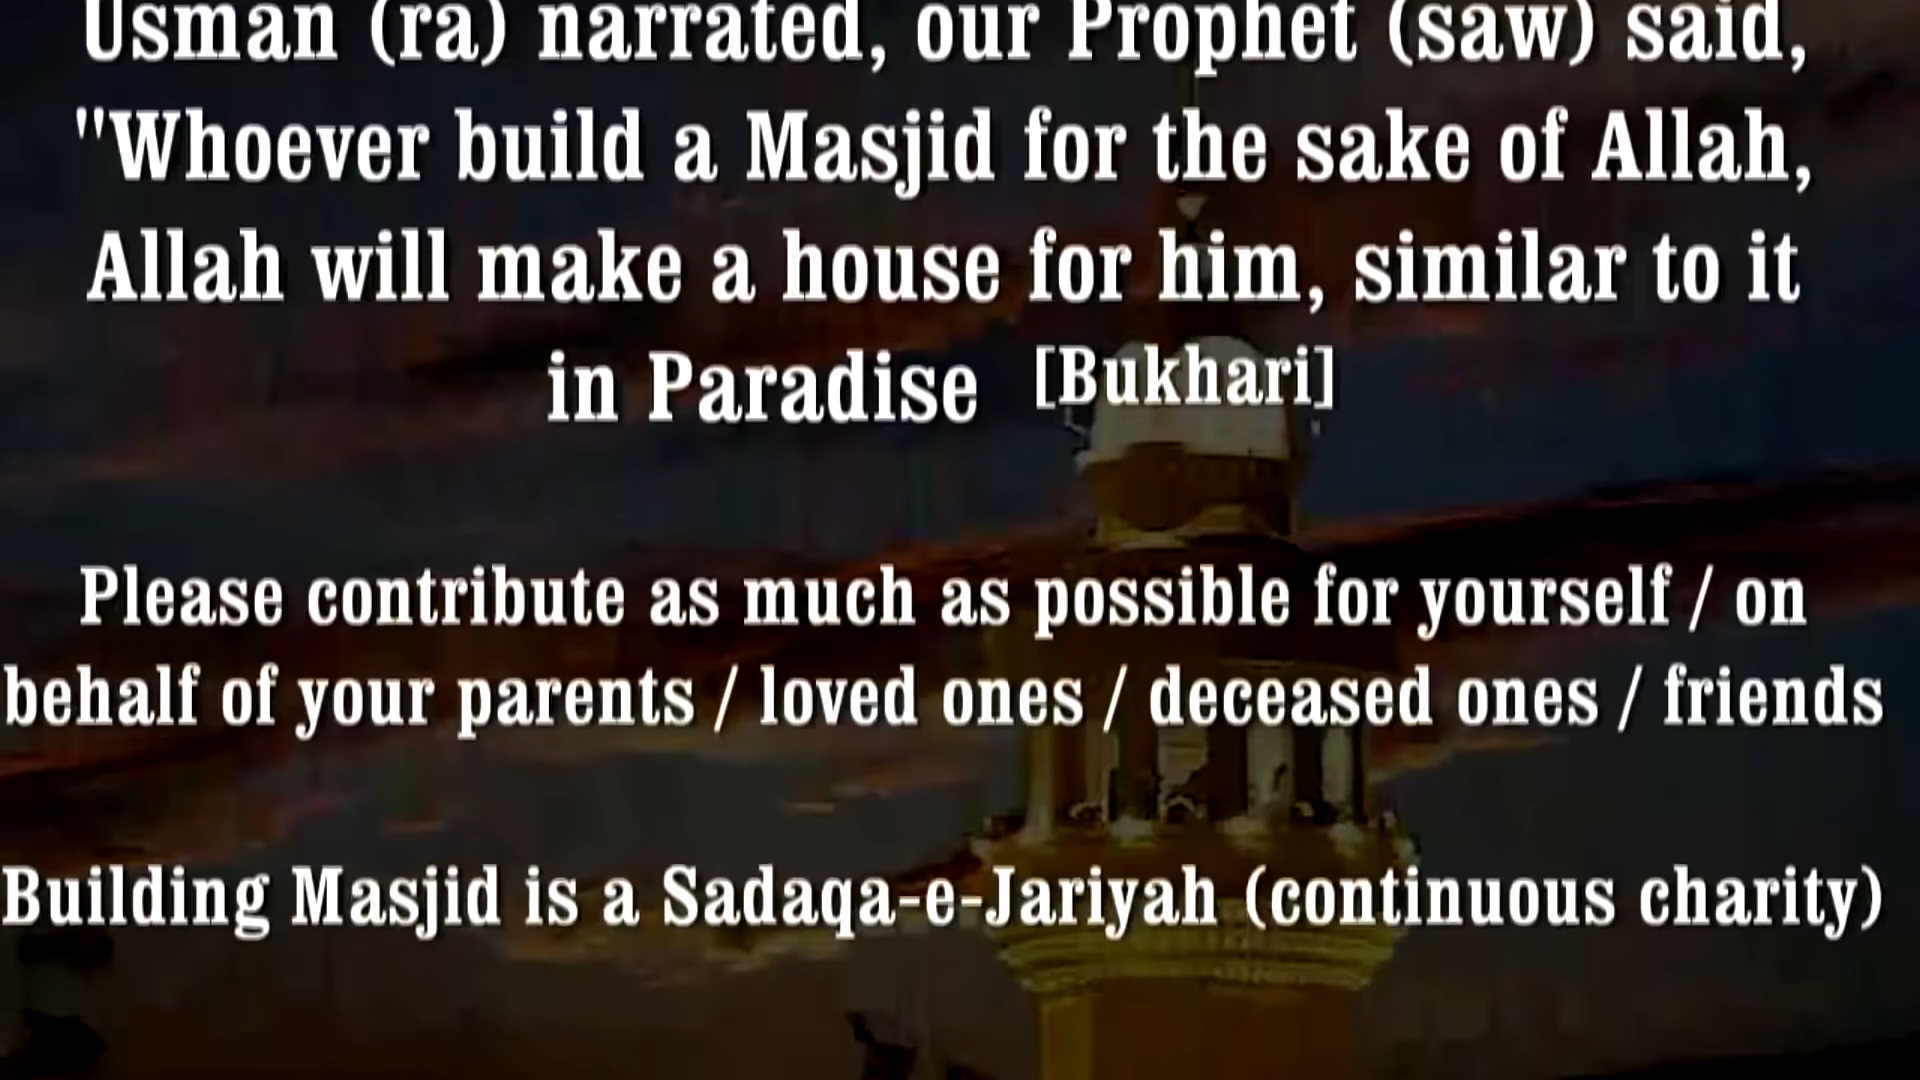 Usman (ra) narrated, our Prophet (saw) said,
"Whoever build a Masjid for the sake of Allah,
Allah will make a house for him, similar to it
in Paradise [Bukhari]
Please contribute as much as possible for yourself / on
behalf of your parents / loved ones / deceased ones / friends
Building Masjid is a Sadaqa-e-Jariyah (continuous charity)